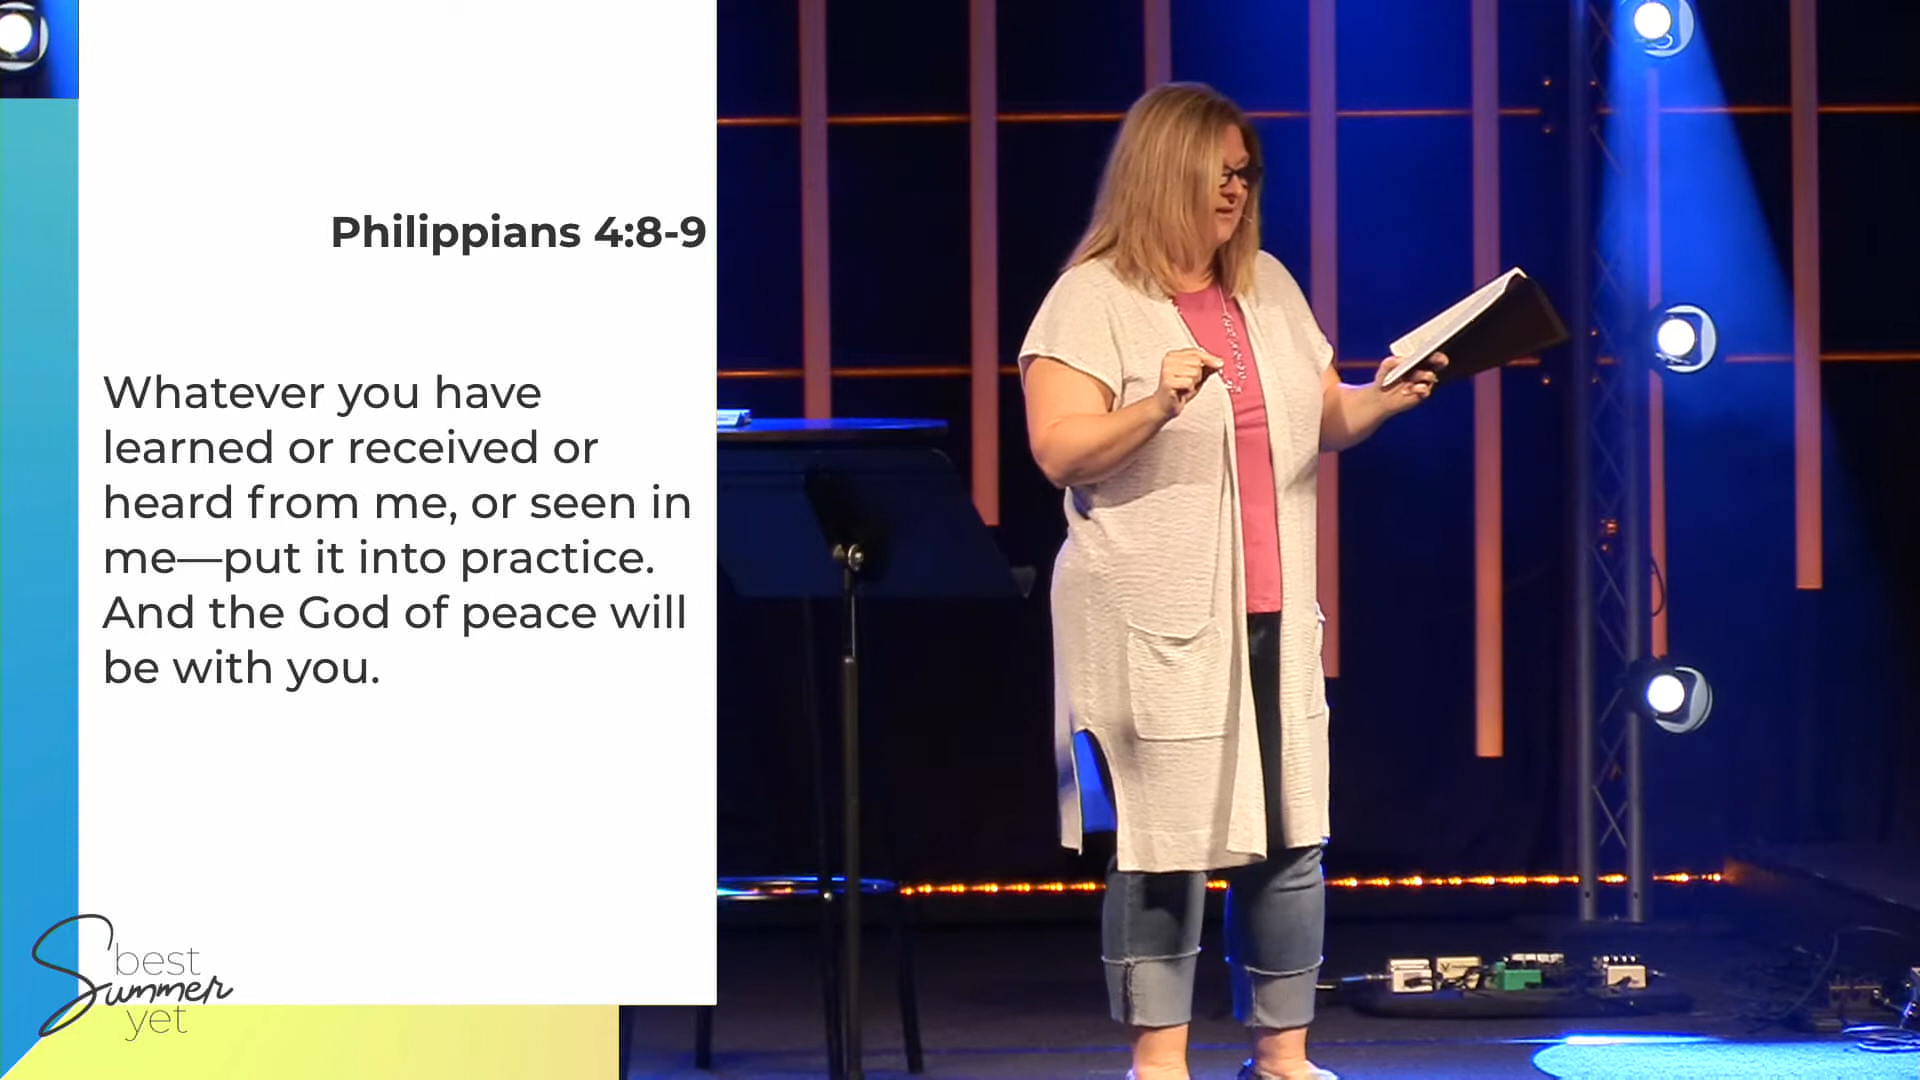 Philippians 4:8-9
Whatever you have
learned or received or
heard from me, or seen in
me—put it into practice.
And the God of peace will
be with you.
best
Summer
yet